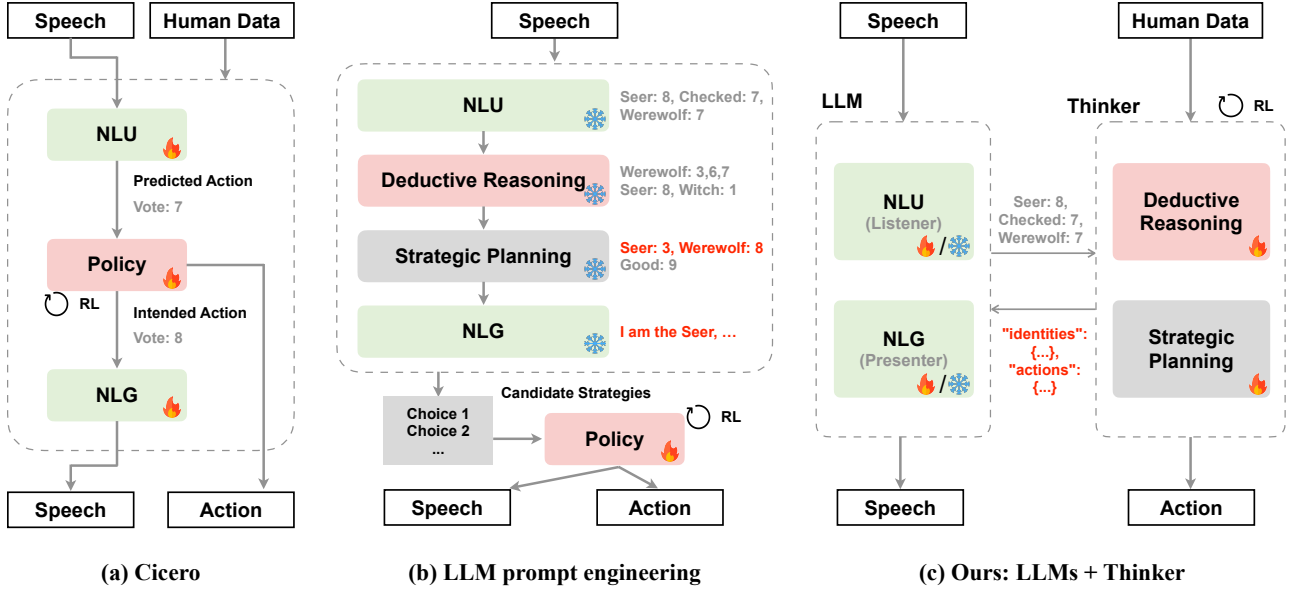 Speech
Human Data
NLU
Predicted Action
Vote: 7
Policy
RL
Intended Action
Vote: 8
NLG
Speech
Action
(a) Cicero
Speech
NLU
Seer: 8, Checked: 7,
Werewolf: 7
Deductive Reasoning
Werewolf: 3,6,7
Seer: 8, Witch: 1
Strategic Planning
Seer: 3, Werewolf: 8
Good: 9
NLG
I am the Seer, ...
Candidate Strategies
Choice 1
Choice 2
...
Policy
RL
Speech
Action
(b) LLM prompt engineering
Speech
Human Data
LLM
Thinker
RL
NLU
(Listener)
/
Seer: 8,
Checked: 7,
Werewolf: 7
Deductive
Reasoning
NLG
(Presenter)
/
"identities":
{...},
"actions":
{...}
Strategic
Planning
Speech
Action
(c) Ours: LLMs + Thinker